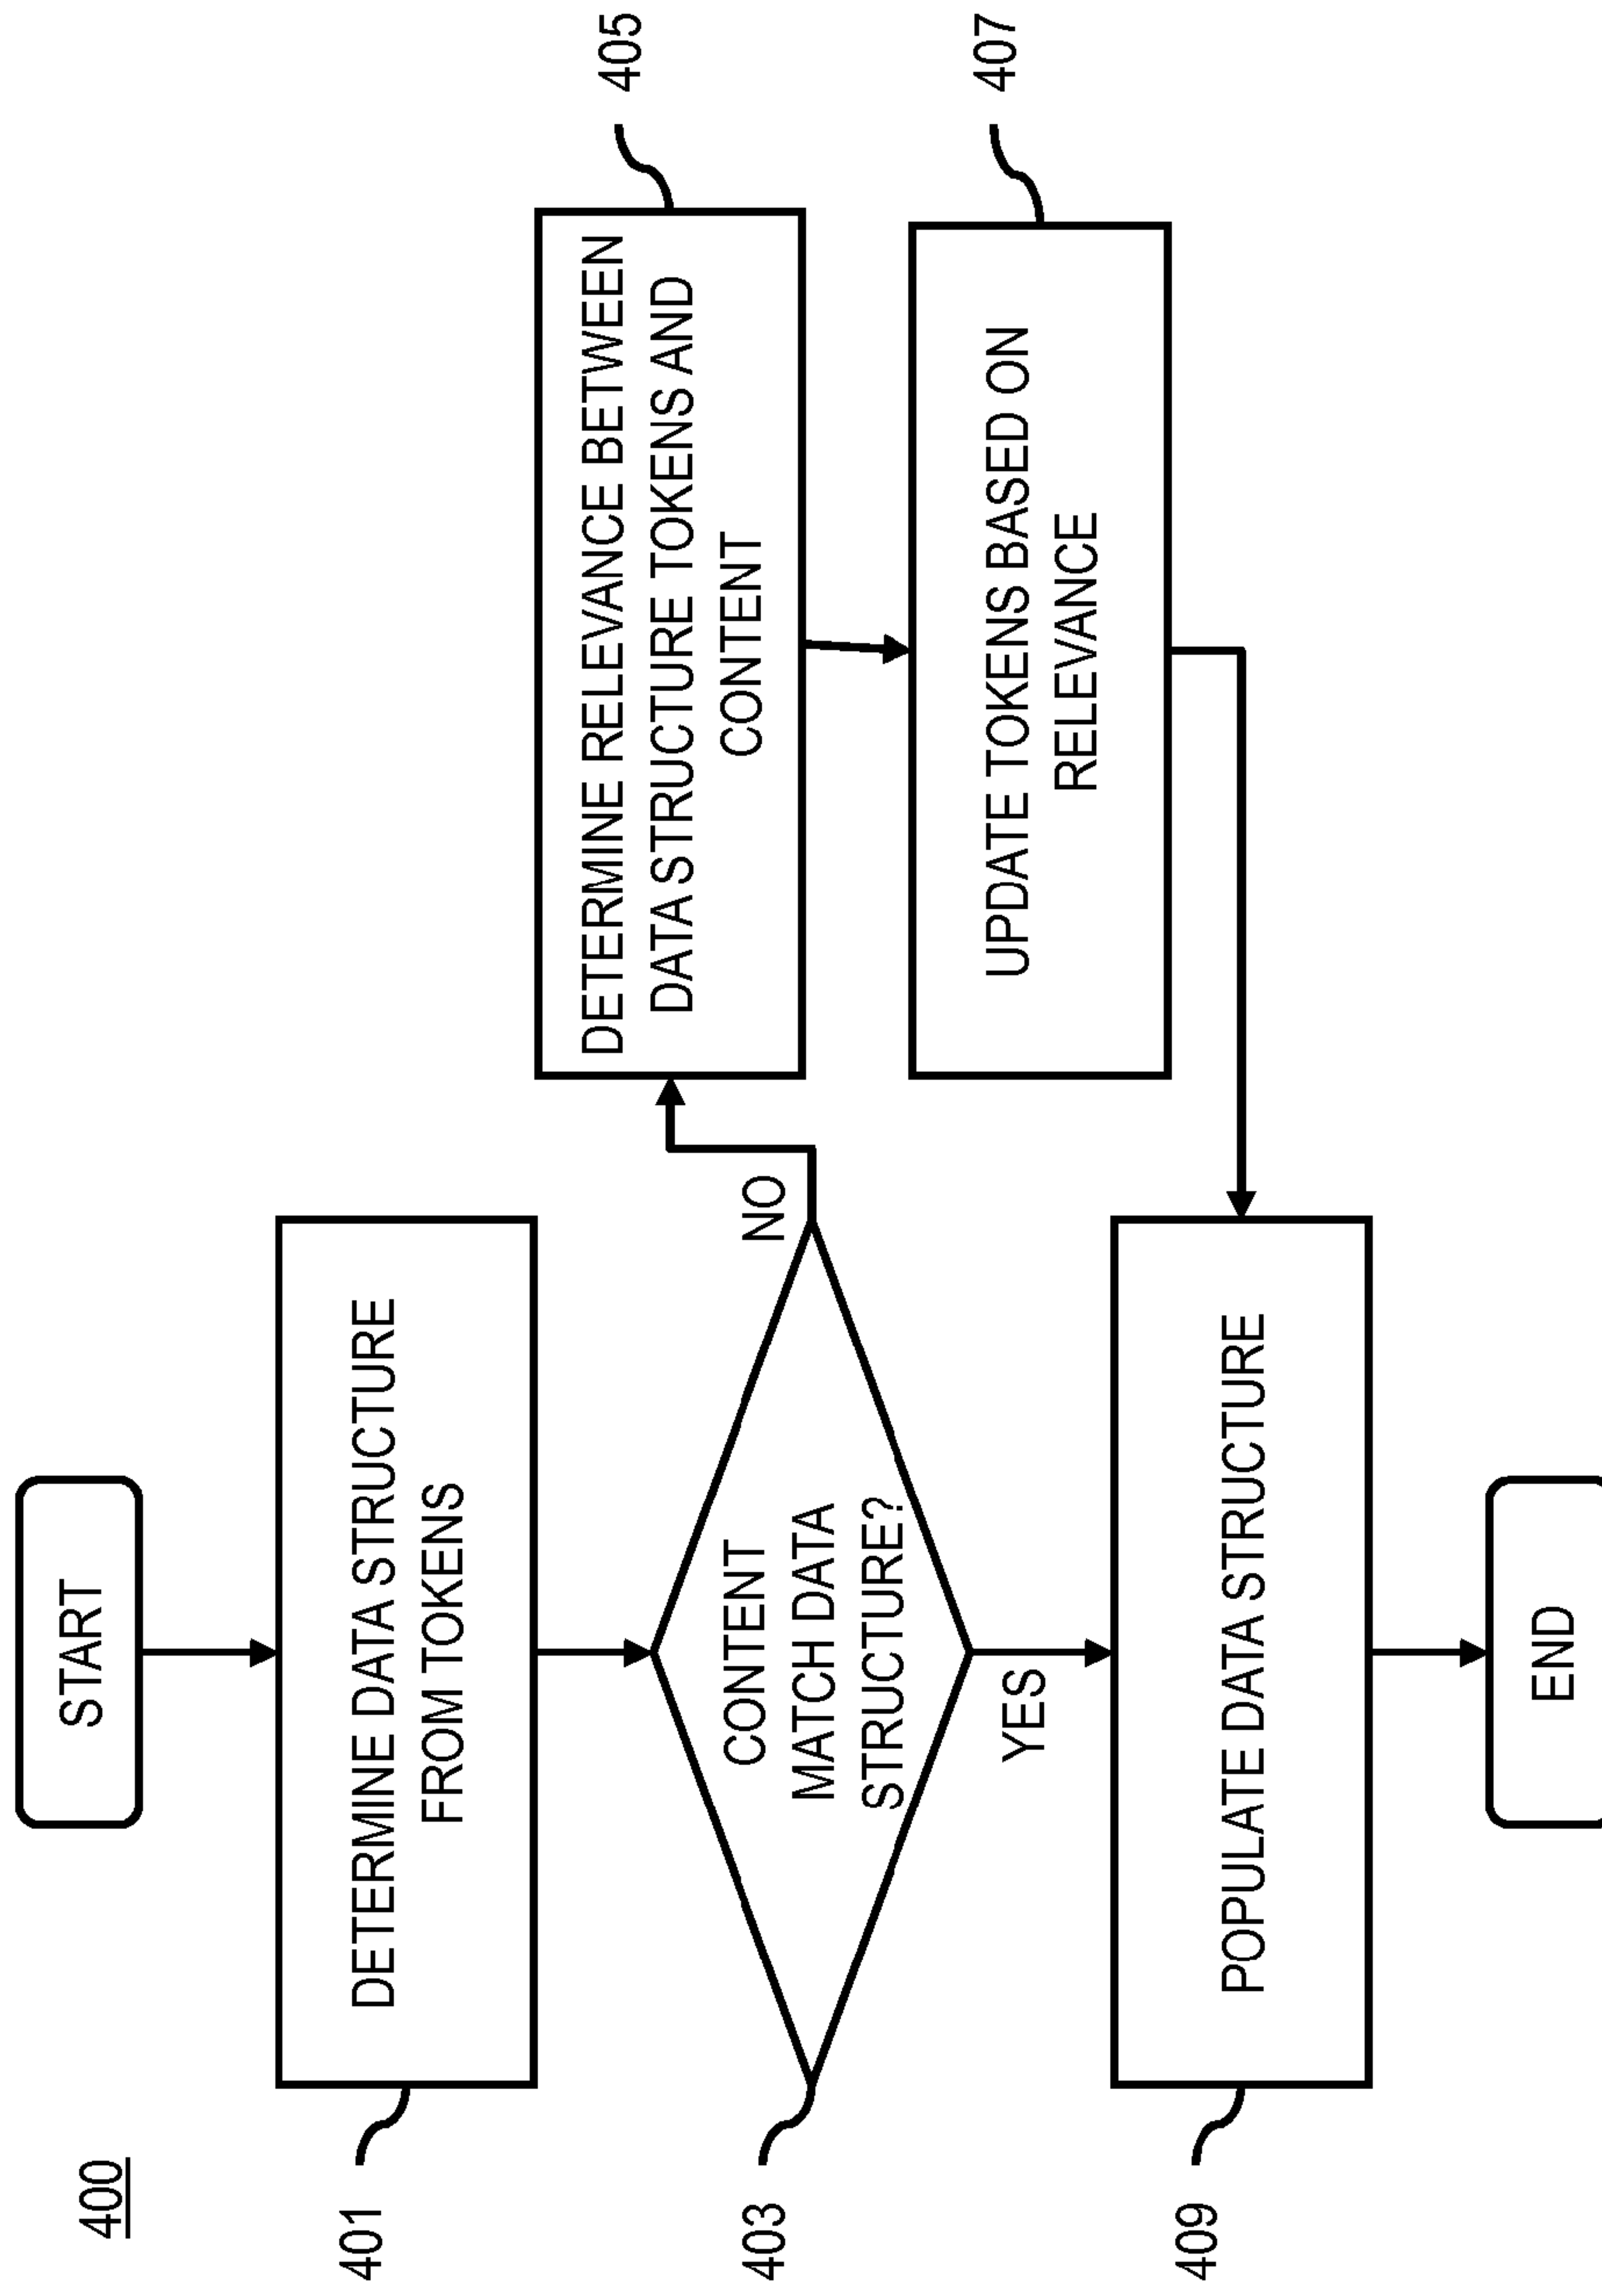 400
START
401
DETERMINE DATA STRUCTURE
FROM TOKENS
403
CONTENT
MATCH DATA
STRUCTURE?
NO
405
DETERMINE RELEVANCE BETWEEN
DATA STRUCTURE TOKENS AND
CONTENT
407
UPDATE TOKENS BASED ON
RELEVANCE
YES
409
POPULATE DATA STRUCTURE
END